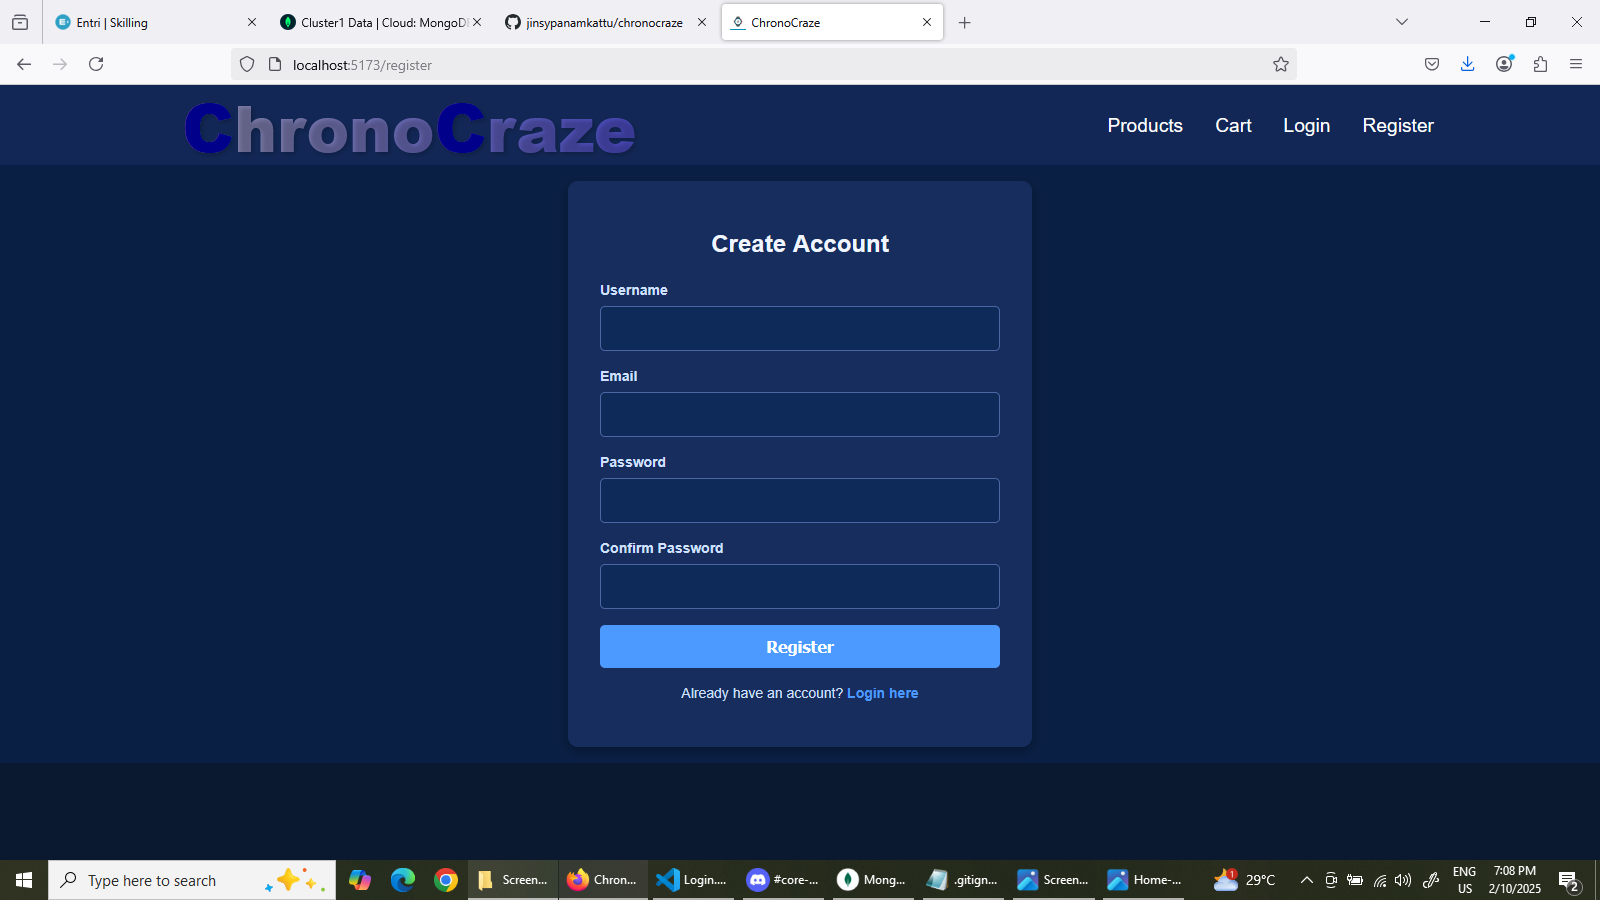 Entri | Skilling
Cluster1 Data | Cloud: MongoD
jinsypanamkattu/chronocraze
ChronoCraze
localhost:5173/register
ChronoCraze
Products
Cart
Login
Register
Create Account
Username
Email
Password
Confirm Password
Register
Already have an account? Login here
Type here to search
Screen...
Chron...
Login....
#core-...
Mong...
.gitign...
Screen...
Home-...
1
29°C
ENG
US
7:08 PM
2/10/2025
2